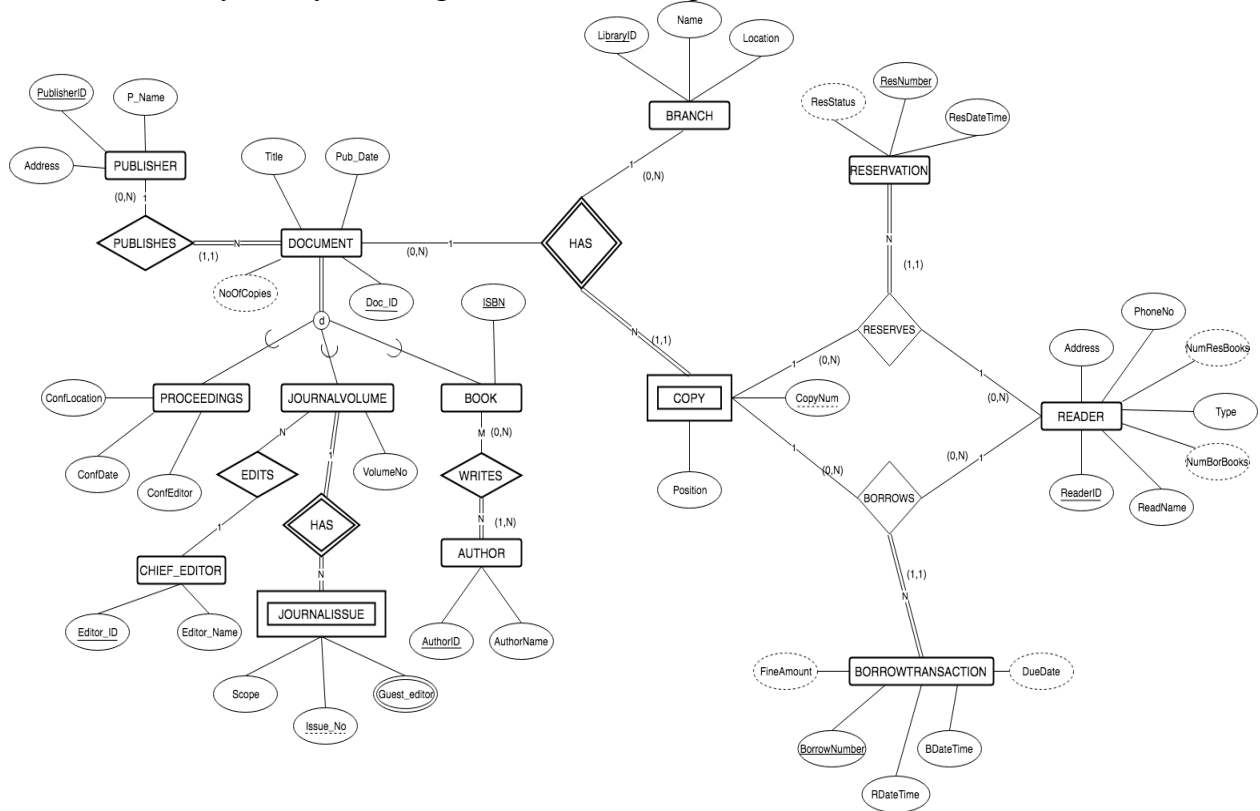 Name
LibraryID
Location
ResNumber
ResStatus
ResDateTime
PublisherID
P_Name
Address
PUBLISHER
BRANCH
RESERVATION
Title
Pub_Date
(0,N) 1
1
(0,N)
PUBLISHES
N
(1,1)
DOCUMENT
(0,N)
1
HAS
N
(1,1)
NoOfCopies
Doc_ID
ISBN
d
N
(1,1)
RESERVES
PhoneNo
Address
NumResBooks
1
(0,N)
1
(0,N)
ConfLocation
PROCEEDINGS
JOURNALVOLUME
BOOK
COPY
CopyNum
READER
Type
N
M (0,N)
ConfDate
ConfEditor
EDITS
1
VolumeNo
WRITES
Position
1
(0,N)
(0,N)
1
NumBorBooks
ReaderID
ReadName
BORROWS
1
HAS
N (1,N)
CHIEF_EDITOR
N
AUTHOR
(1,1)
N
Editor_ID
Editor_Name
JOURNALISSUE
AuthorID
AuthorName
Scope
Issue_No
Guest_editor
FineAmount
BORROWTRANSACTION
DueDate
BorrowNumber
BDateTime
RDateTime